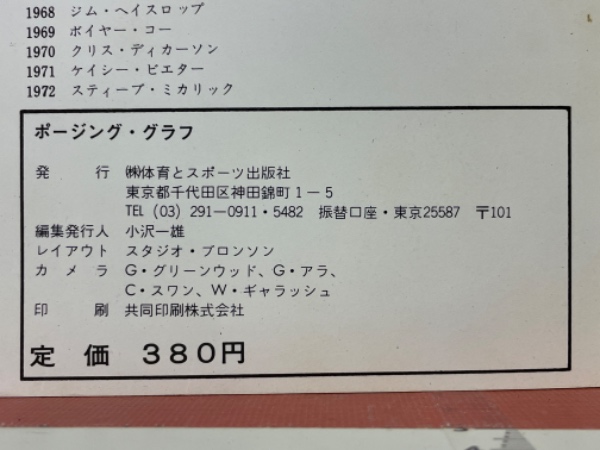 1968 ジム・ヘイスロップ
1969 ボイヤー・コー
1970 クリス・ディカーソン
1971 ケイシー・ビエター
1972 スティーブ・ミカリック
ポージング・グラフ
発　行　㈱体育とスポーツ出版社
東京都千代田区神田錦町1－5
TEL (03) 291－0911・5482　振替口座・東京25587　〒101
編集発行人　小沢一雄
レイアウト　スタジオ・ブロンソン
カ メ ラ　G・グリーンウッド、G・アラ、
C・スワン、W・ギャラッシュ
印　刷　共同印刷株式会社
定　価　380円